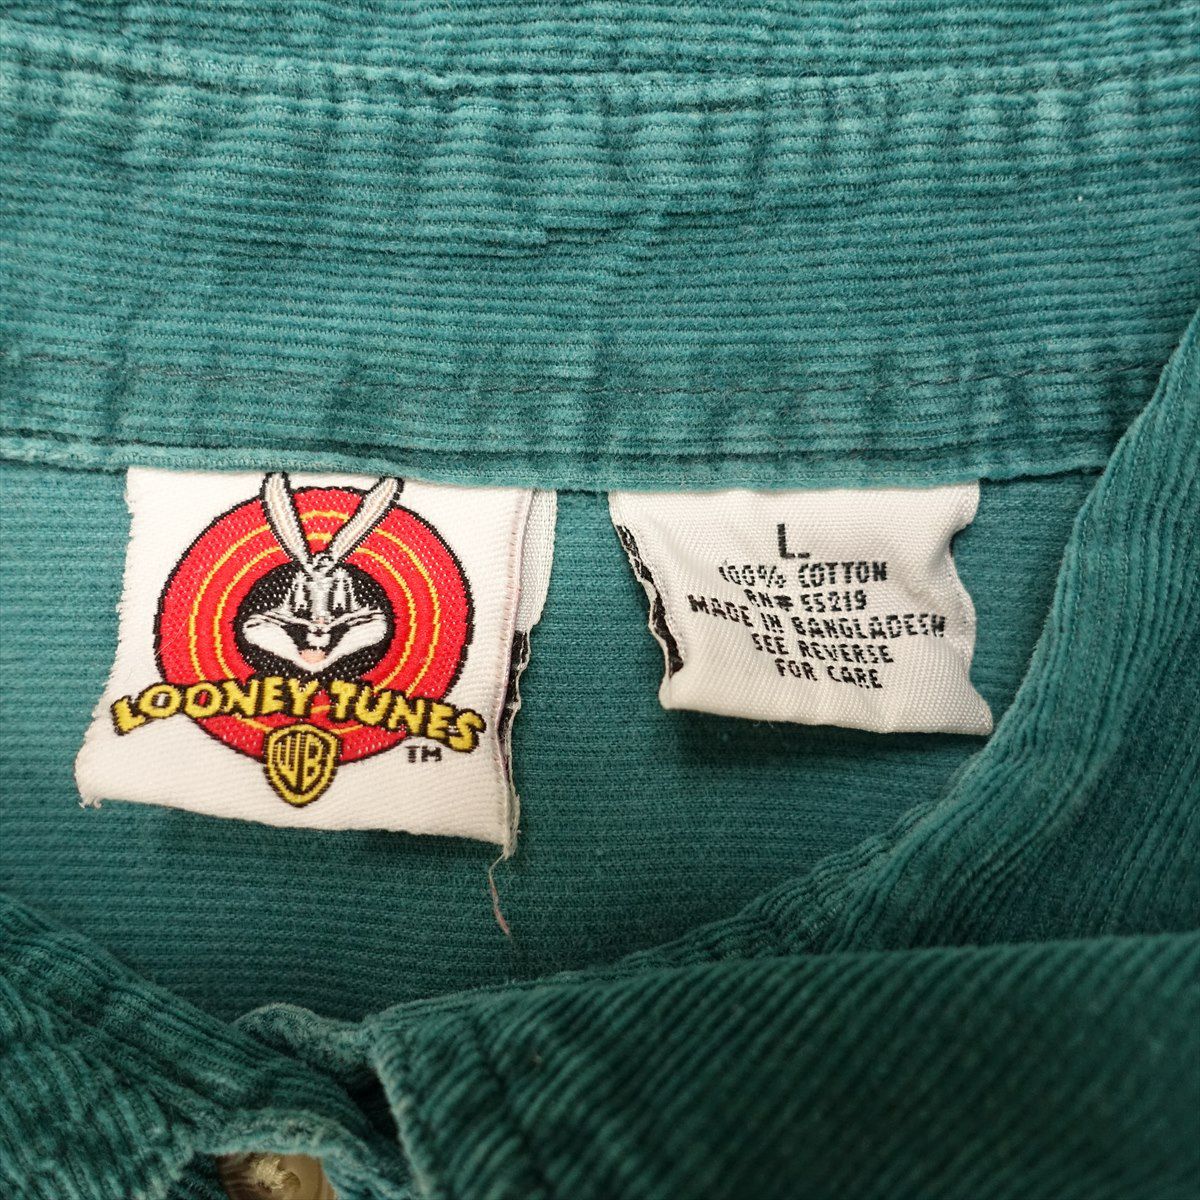 LOONEY TUNES
WB
TM
L.
100% COTTON
RN# 55219
MADE IN BANGLADESH
SEE REVERSE
FOR CARE